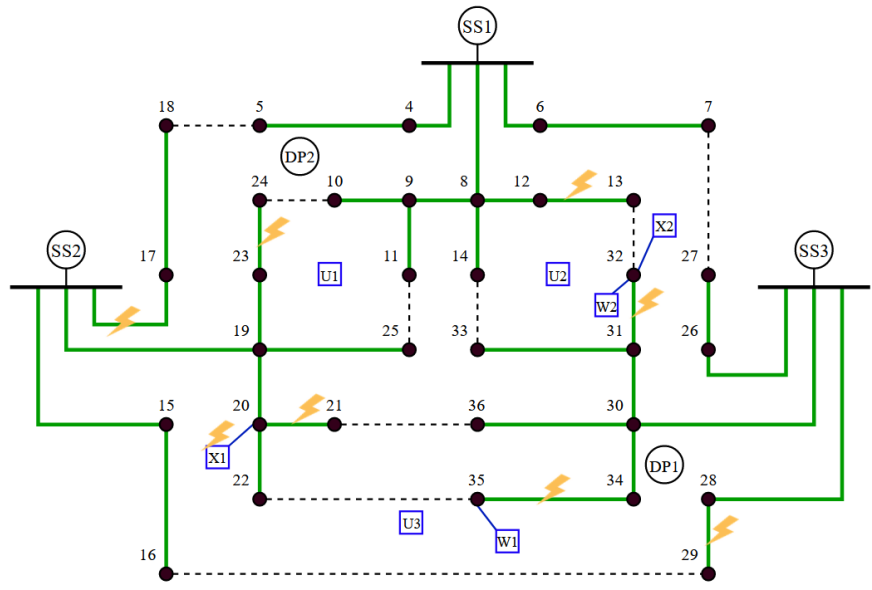 SS1
18 5 4 6 7
DP2
24 10 9 8 12 13
X2
SS2 SS3
17 23 U1 11 14 U2 32 27
W2
19 25 33 31 26
15 20 21 36 30
X1
DP1
22 35 34 28
U3
W1
16 29